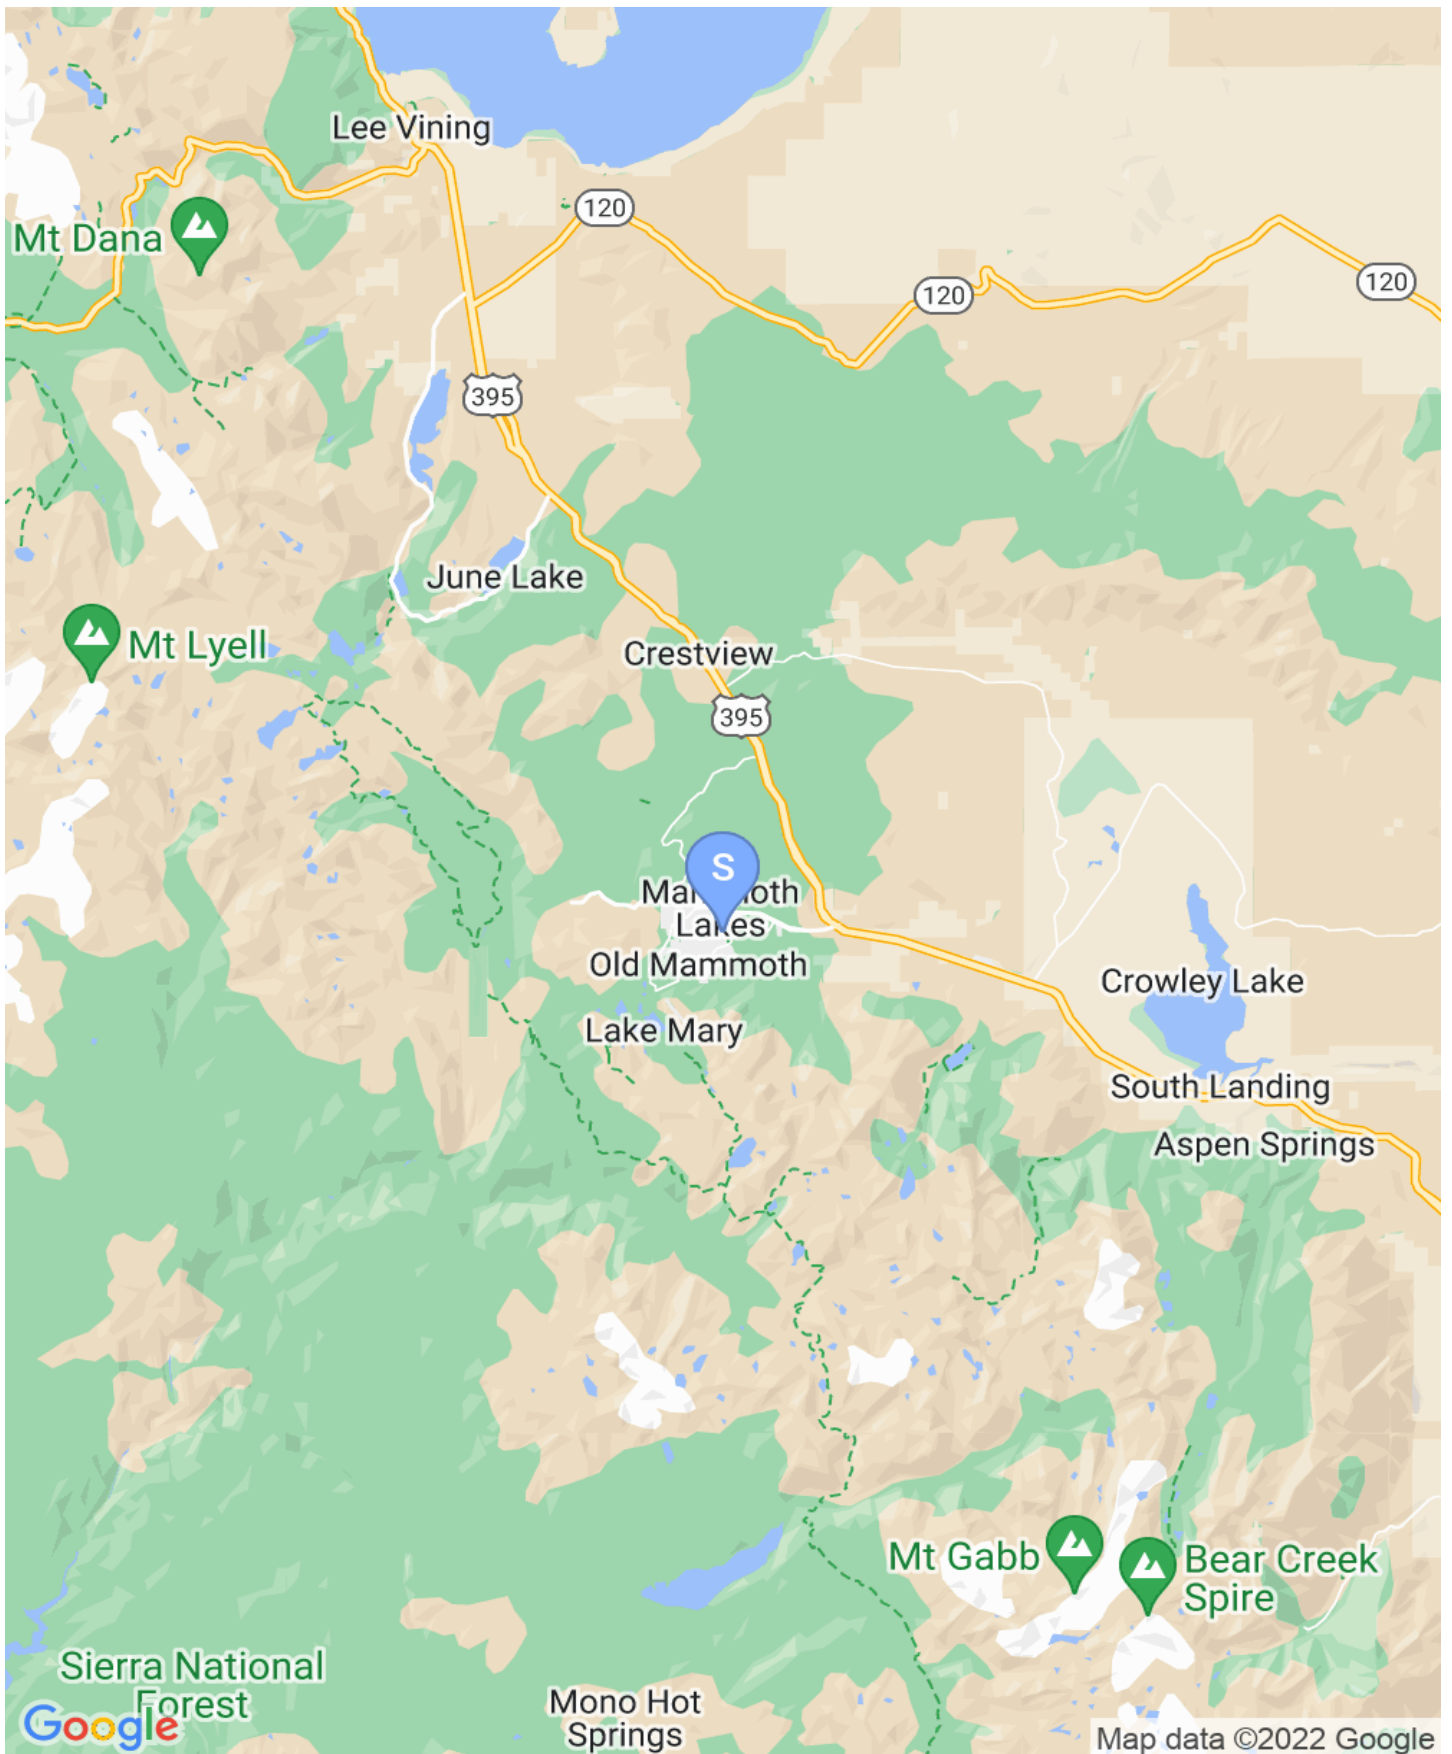 Lee Vining
120
Mt Dana
120
120
395
June Lake
Mt Lyell
Crestview
395
S
Mammoth
Lakes
Old Mammoth
Crowley Lake
Lake Mary
South Landing
Aspen Springs
Mt Gabb
Bear Creek
Spire
Sierra National
Forest
Mono Hot
Springs
Google
Map data ©2022 Google